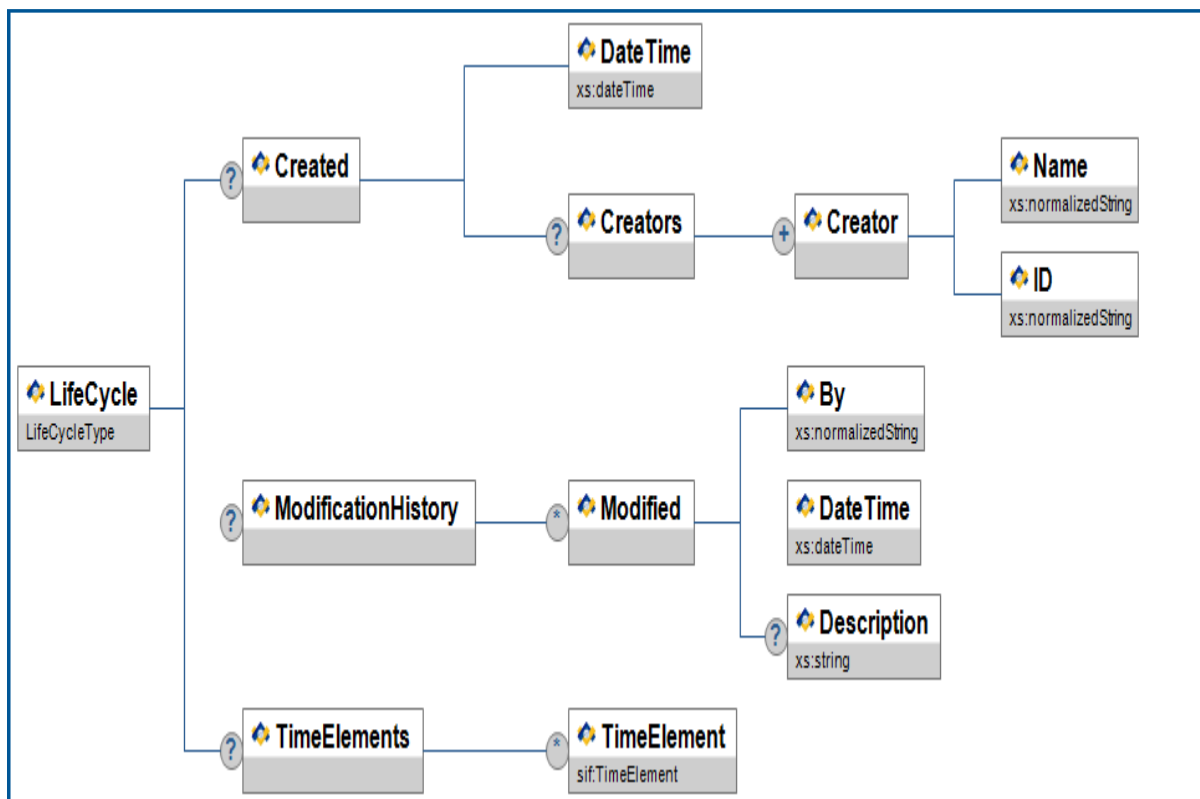 DateTime
xs:dateTime
? Created
Name
xs:normalizedString
? Creators
+ Creator
ID
xs:normalizedString
LifeCycle
LifeCycleType
By
xs:normalizedString
? ModificationHistory
* Modified
DateTime
xs:dateTime
? Description
xs:string
? TimeElements
* TimeElement
sif:TimeElement